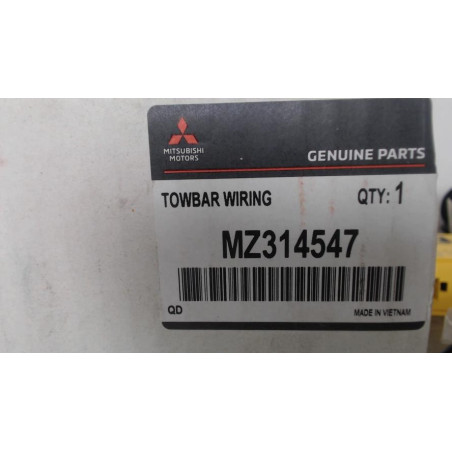 MITSUBISHI
MOTORS
GENUINE PARTS
TOWBAR WIRING QTY: 1
MZ314547
QD MADE IN VIETNAM